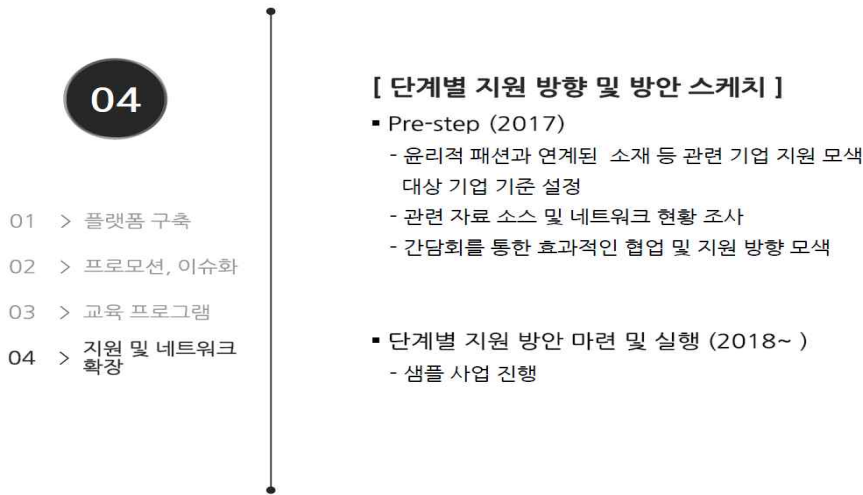 04
01 > 플랫폼 구축
02 > 프로모션, 이슈화
03 > 교육 프로그램
04 > 지원 및 네트워크
확장
[ 단계별 지원 방향 및 방안 스케치 ]
▪ Pre-step (2017)
- 윤리적 패션과 연계된 소재 등 관련 기업 지원 모색
대상 기업 기준 설정
- 관련 자료 소스 및 네트워크 현황 조사
- 간담회를 통한 효과적인 협업 및 지원 방향 모색
▪ 단계별 지원 방안 마련 및 실행 (2018~ )
- 샘플 사업 진행